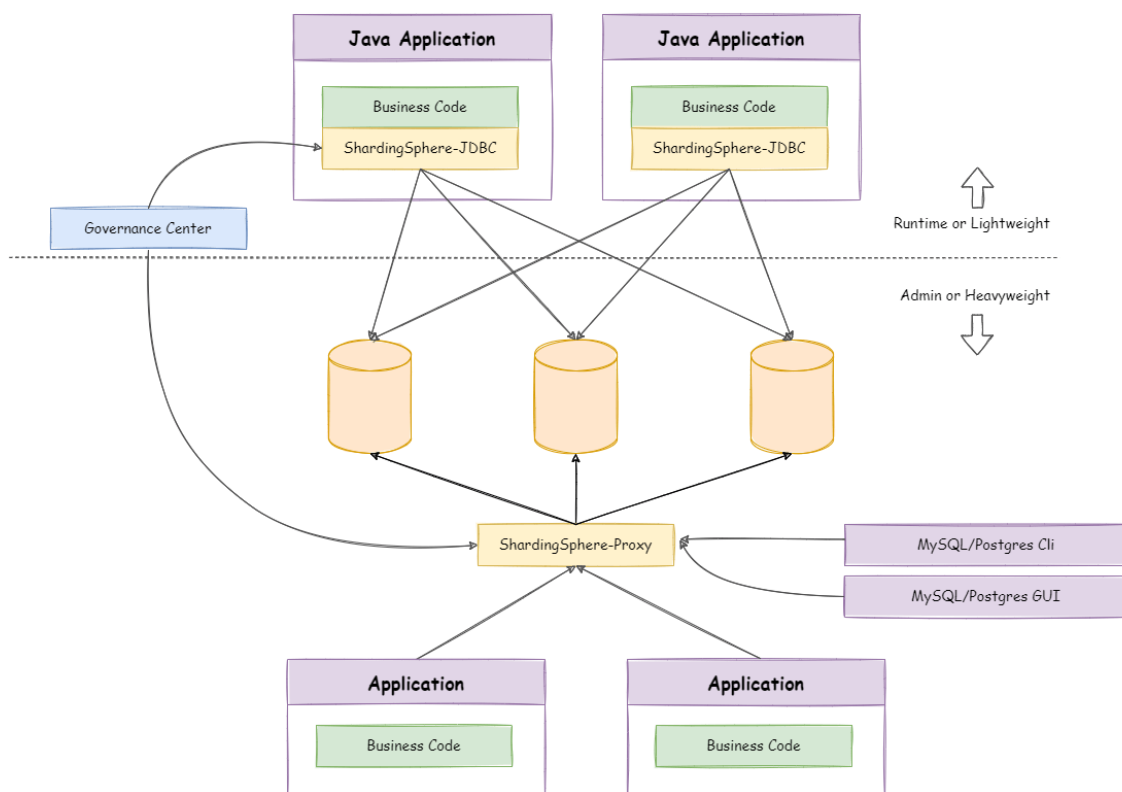 Java Application
Java Application
Business Code
Business Code
ShardingSphere-JDBC
ShardingSphere-JDBC
Governance Center
Runtime or Lightweight
Admin or Heavyweight
ShardingSphere-Proxy
MySQL/Postgres Cli
MySQL/Postgres GUI
Application
Application
Business Code
Business Code